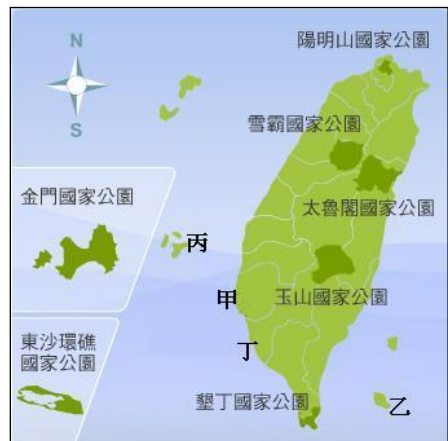 N
S
陽明山國家公園
雪霸國家公園
金門國家公園
太魯閣國家公園
丙
甲
玉山國家公園
東沙環礁
國家公園
丁
墾丁國家公園
乙